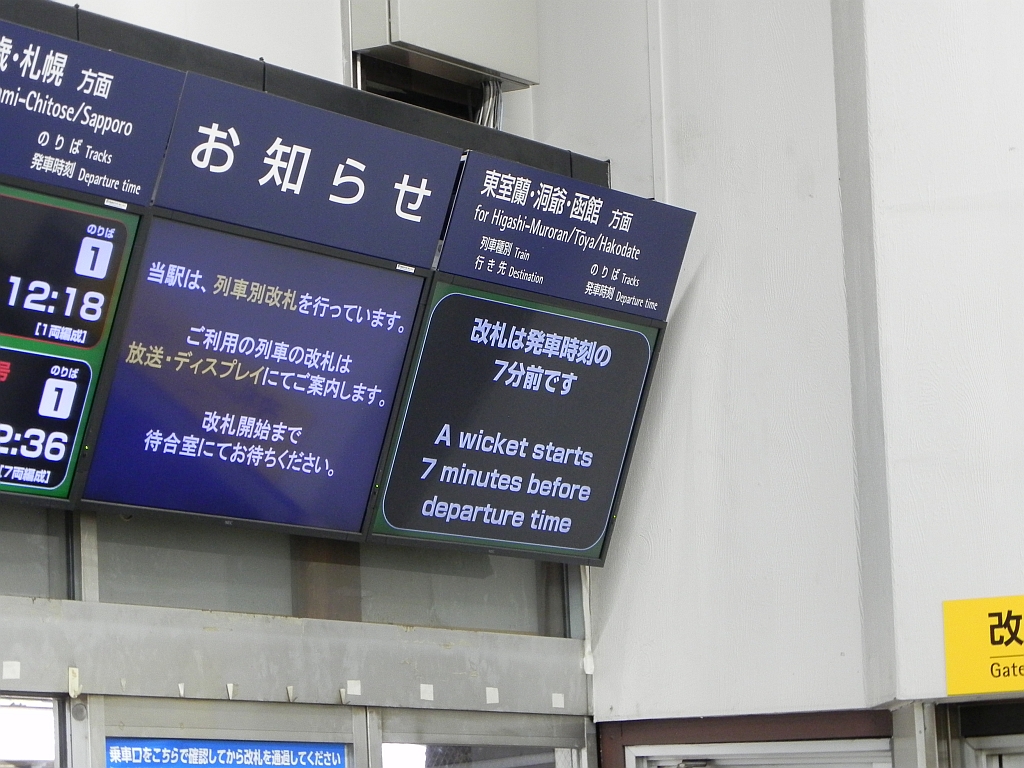 札幌 方面
Chitose/Sapporo
のりば Tracks
発車時刻 Departure time
のりば
1
12:18
[1両編成]
号
のりば
1
2:36
[7両編成]
お知らせ
当駅は、列車別改札を行っています。
ご利用の列車の改札は
放送・ディスプレイにてご案内します。
改札開始まで
待合室にてお待ちください。
東室蘭・洞爺・函館 方面
for Higashi-Muroran/Tōya/Hakodate
列車種別 Train
行き先 Destination
のりば Tracks
発車時刻 Departure time
改札は発車時刻の
7分前です
A wicket starts
7 minutes before
departure time
改
Gate
乗車口をこちらで確認してから改札を通過してください